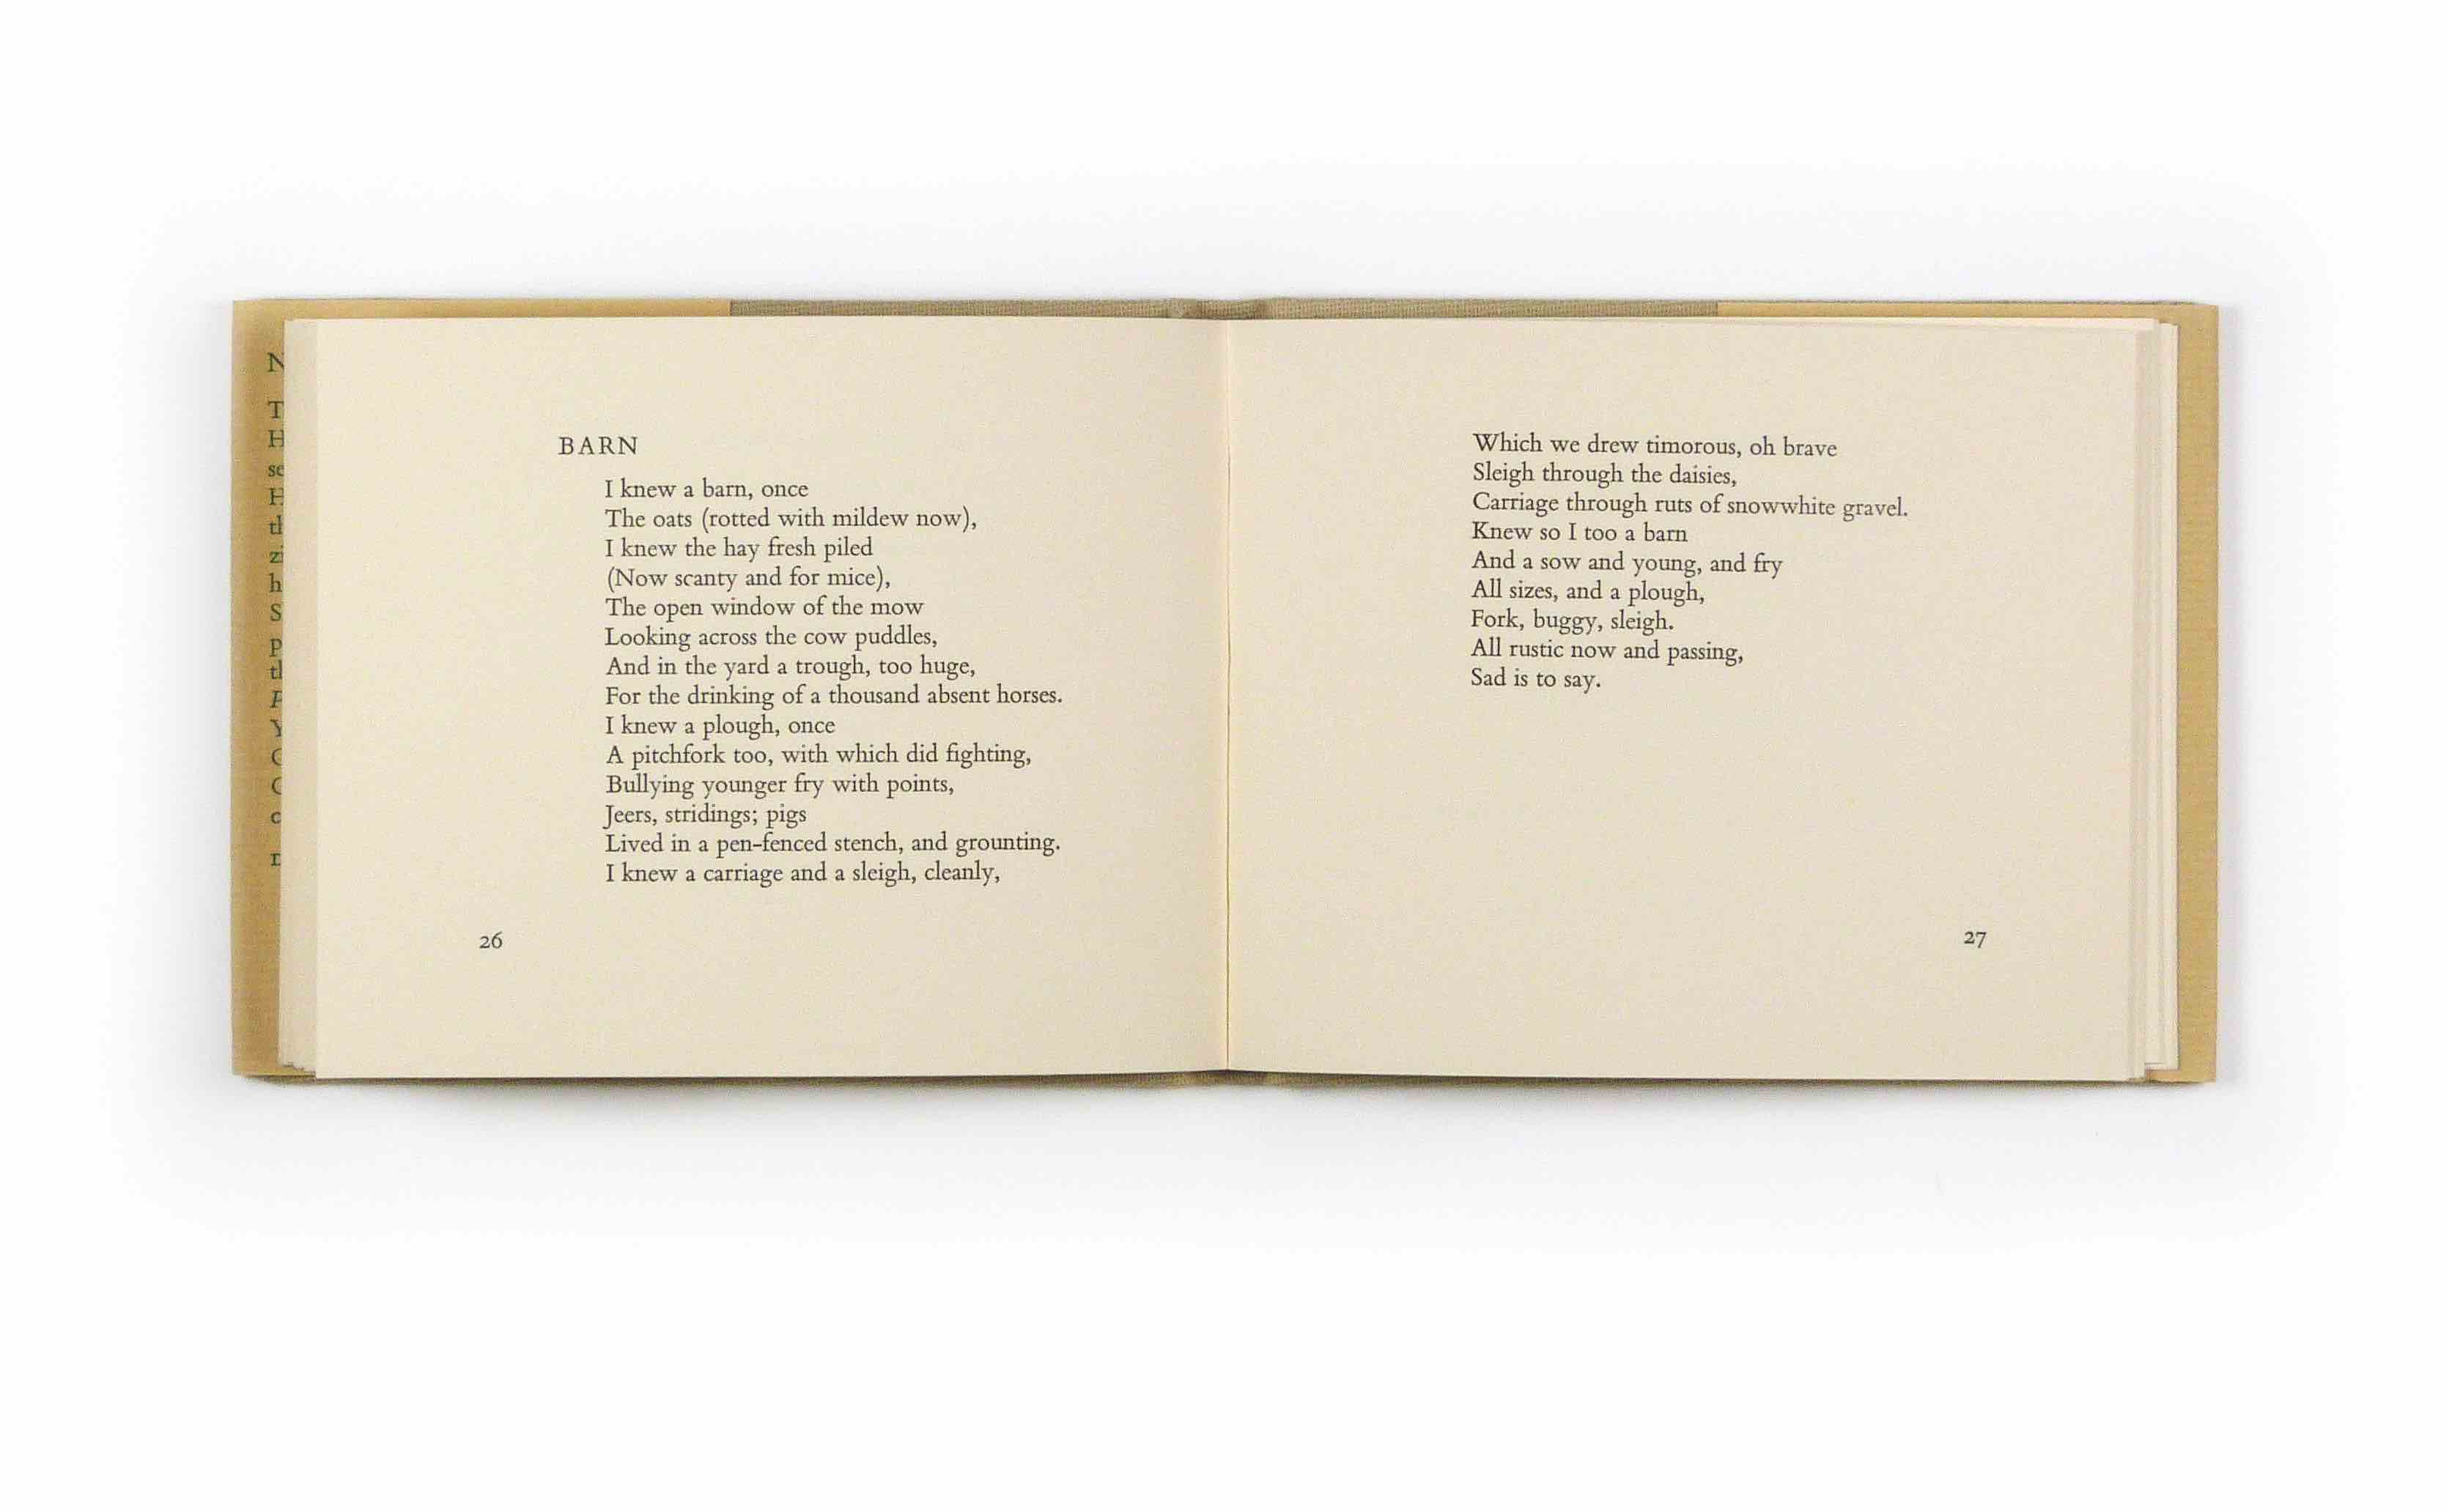 N
T
H
se
H
th
zi
h
S
p
tl
P
Y
C
C
c
D
BARN
I knew a barn, once
The oats (rotted with mildew now),
I knew the hay fresh piled
(Now scanty and for mice),
The open window of the mow
Looking across the cow puddles,
And in the yard a trough, too huge,
For the drinking of a thousand absent horses.
I knew a plough, once
A pitchfork too, with which did fighting,
Bullying younger fry with points,
Jeers, stridings; pigs
Lived in a pen-fenced stench, and grounting.
I knew a carriage and a sleigh, cleanly,
26
Which we drew timorous, oh brave
Sleigh through the daisies,
Carriage through ruts of snowwhite gravel.
Knew so I too a barn
And a sow and young, and fry
All sizes, and a plough,
Fork, buggy, sleigh.
All rustic now and passing,
Sad is to say.
27